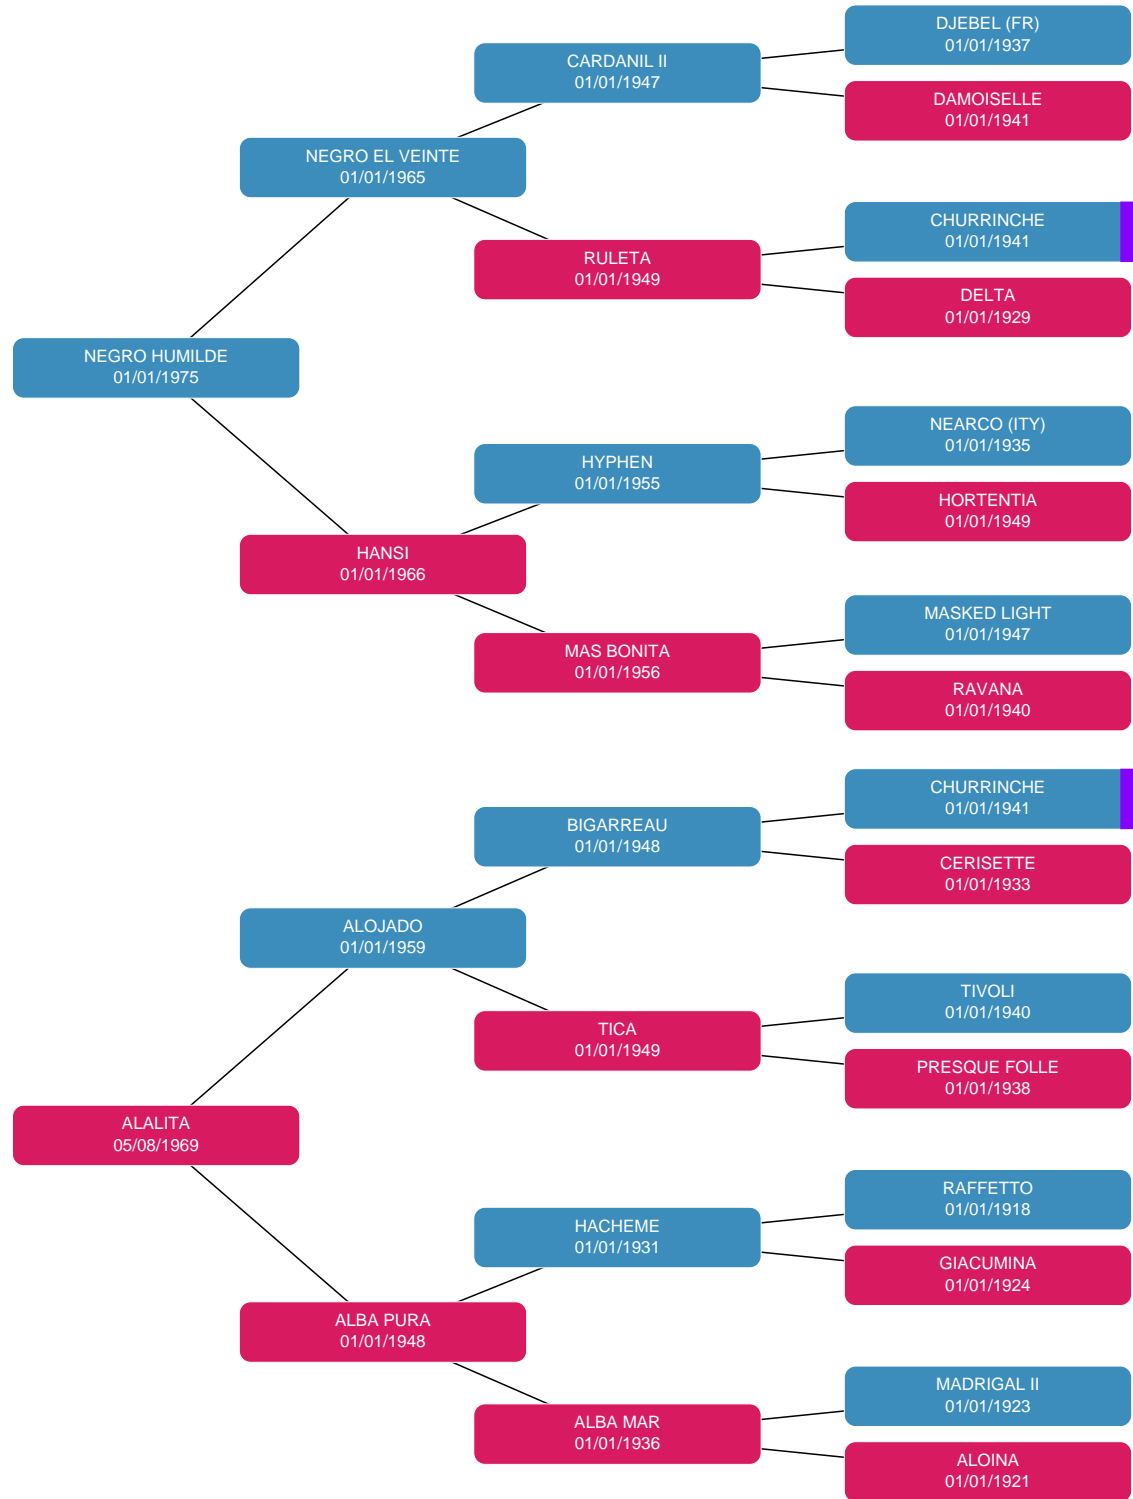 DJEBEL (FR)
01/01/1937
CARDANIL II
01/01/1947
DAMOISELLE
01/01/1941
NEGRO EL VEINTE
01/01/1965
CHURRINCHE
01/01/1941
RULETA
01/01/1949
DELTA
01/01/1929
NEGRO HUMILDE
01/01/1975
NEARCO (ITY)
01/01/1935
HYPHEN
01/01/1955
HORTENTIA
01/01/1949
HANSI
01/01/1966
MASKED LIGHT
01/01/1947
MAS BONITA
01/01/1956
RAVANA
01/01/1940
CHURRINCHE
01/01/1941
BIGARREAU
01/01/1948
CERISETTE
01/01/1933
ALOJADO
01/01/1959
TIVOLI
01/01/1940
TICA
01/01/1949
PRESQUE FOLLE
01/01/1938
ALALITA
05/08/1969
RAFFETTO
01/01/1918
HACHEME
01/01/1931
GIACUMINA
01/01/1924
ALBA PURA
01/01/1948
MADRIGAL II
01/01/1923
ALBA MAR
01/01/1936
ALOINA
01/01/1921